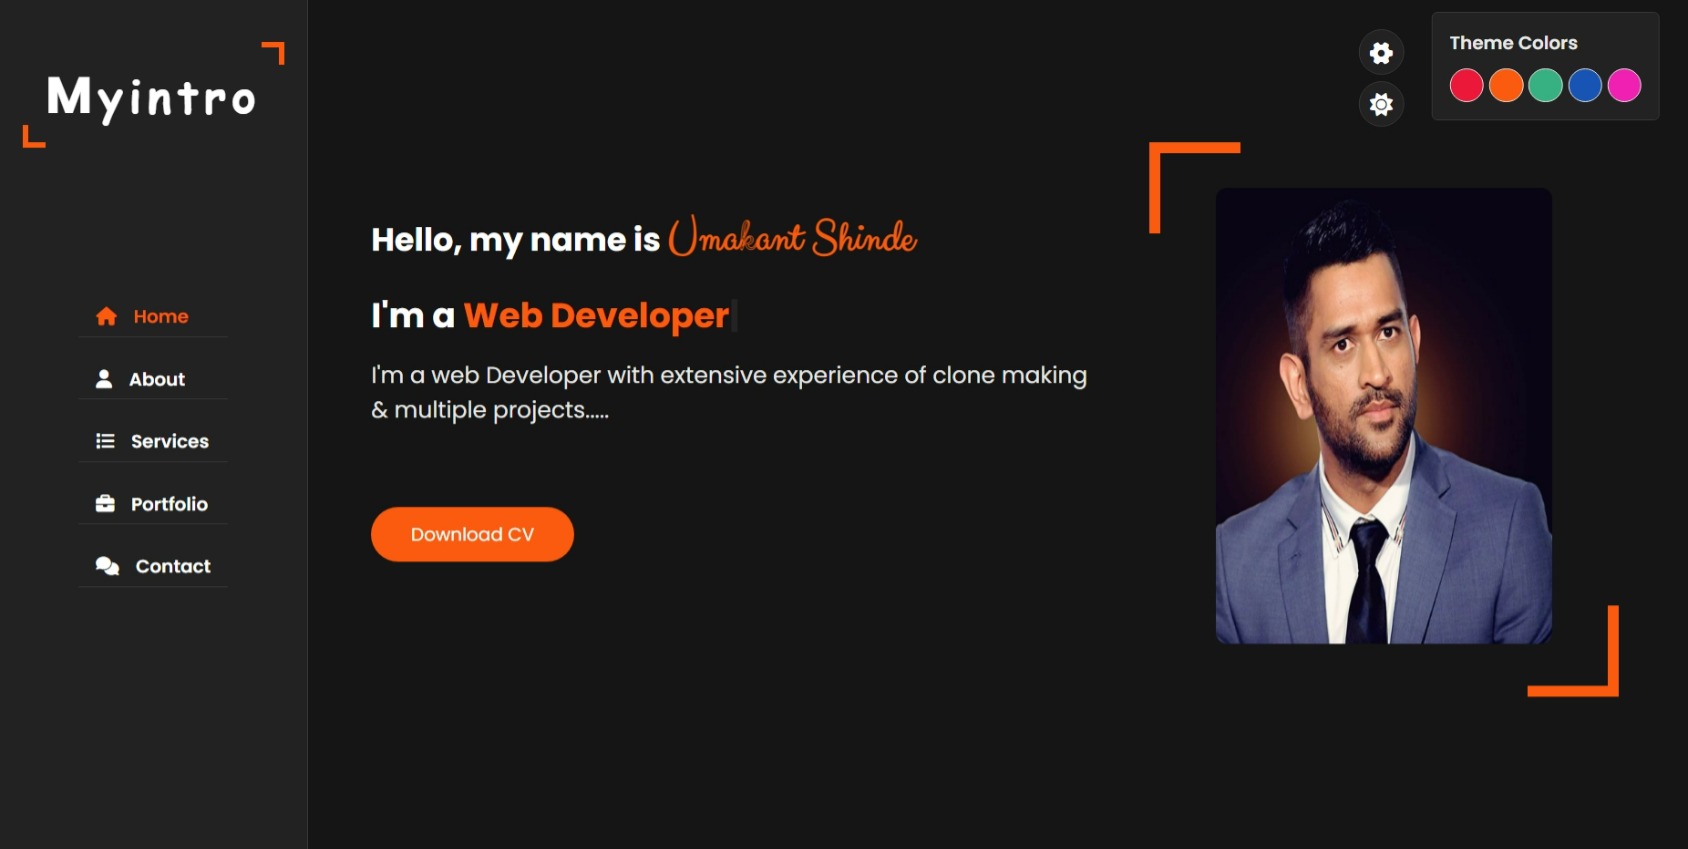 Myintro
Home
About
Services
Portfolio
Contact
Theme Colors
Hello, my name is Umakant Shinde
I'm a Web Developer
I'm a web Developer with extensive experience of clone making
& multiple projects.....
Download CV